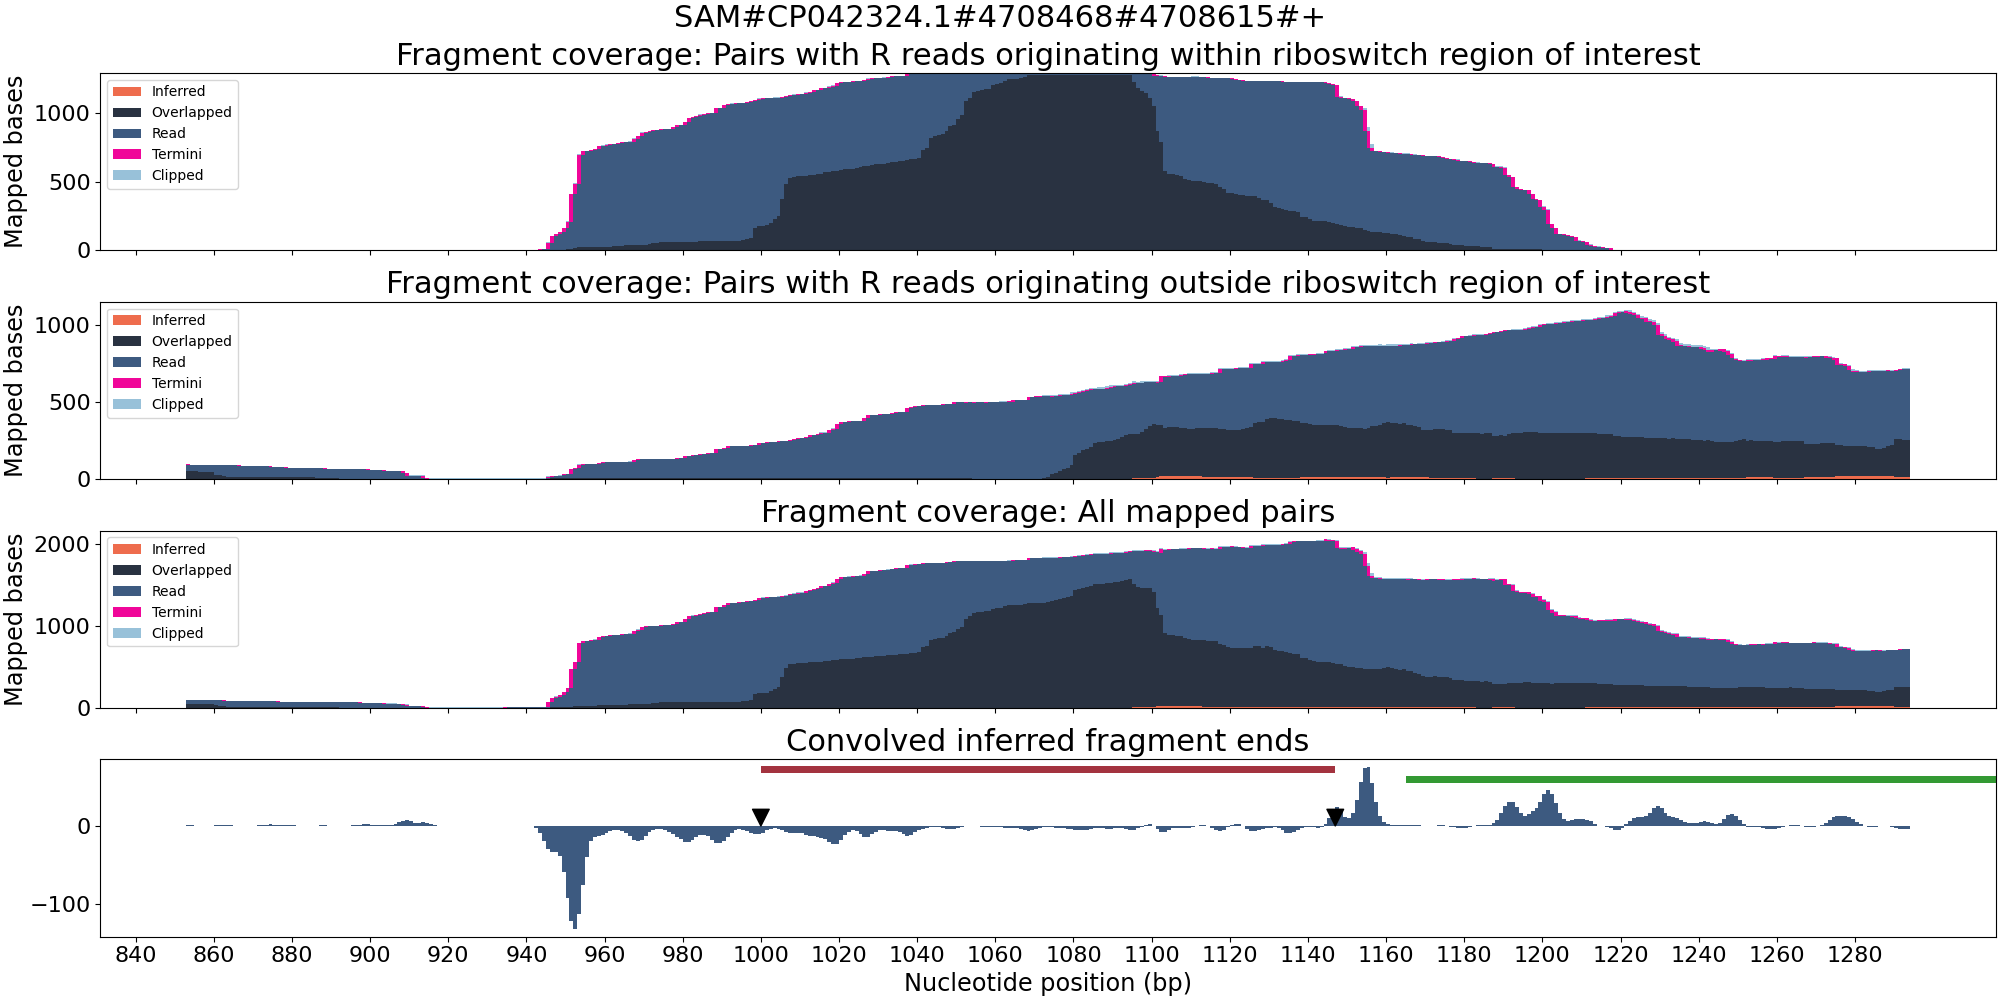 SAM#CP042324.1#4708468#4708615#+
Fragment coverage: Pairs with R reads originating within riboswitch region of interest
Mapped bases
1000
500
0
Inferred
Overlapped
Read
Termini
Clipped
Fragment coverage: Pairs with R reads originating outside riboswitch region of interest
Mapped bases
1000
500
0
Inferred
Overlapped
Read
Termini
Clipped
Fragment coverage: All mapped pairs
Mapped bases
2000
1000
0
Inferred
Overlapped
Read
Termini
Clipped
Convolved inferred fragment ends
0
−100
840 860 880 900 920 940 960 980 1000 1020 1040 1060 1080 1100 1120 1140 1160 1180 1200 1220 1240 1260 1280
Nucleotide position (bp)